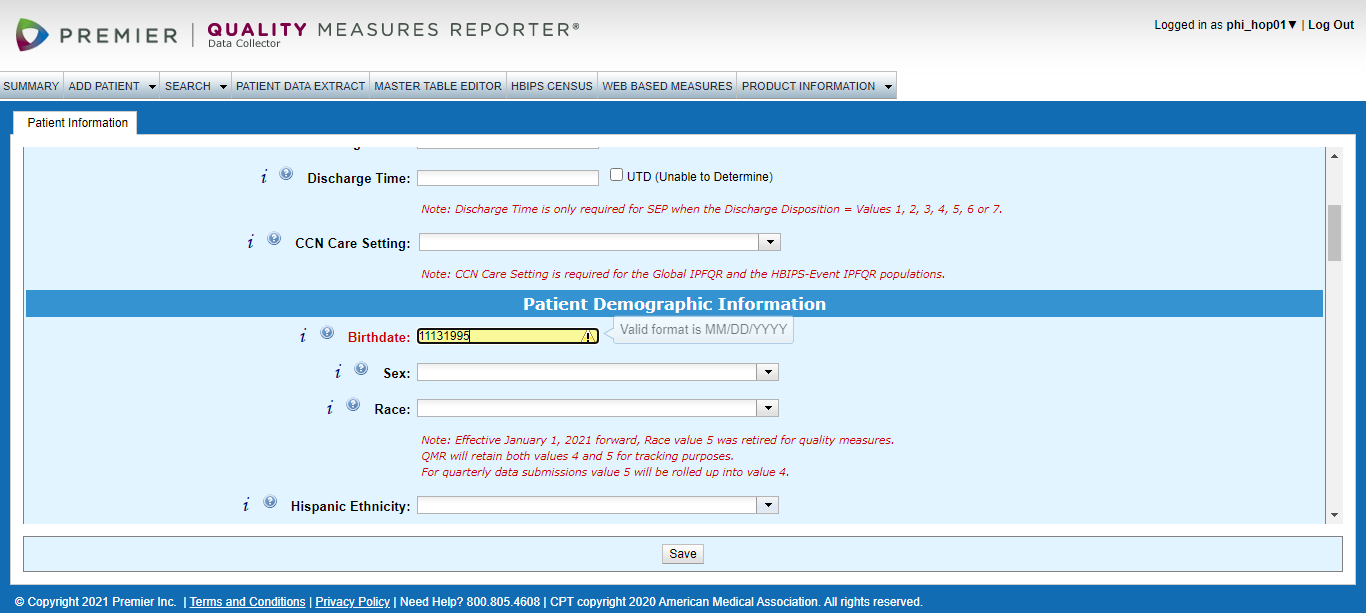 PREMIER | QUALITY MEASURES REPORTER®
Data Collector
Logged in as phi_hop01▼ | Log Out
SUMMARY ADD PATIENT SEARCH PATIENT DATA EXTRACT MASTER TABLE EDITOR HBIPS CENSUS WEB BASED MEASURES PRODUCT INFORMATION
Patient Information
i ? Discharge Time: UTD (Unable to Determine)
Note: Discharge Time is only required for SEP when the Discharge Disposition = Values 1, 2, 3, 4, 5, 6 or 7.
i ? CCN Care Setting:
Note: CCN Care Setting is required for the Global IPFQR and the HBIPS-Event IPFQR populations.
Patient Demographic Information
i ? Birthdate: 11131995 Valid format is MM/DD/YYYY
i ? Sex:
i ? Race:
Note: Effective January 1, 2021 forward, Race value 5 was retired for quality measures.
QMR will retain both values 4 and 5 for tracking purposes.
For quarterly data submissions value 5 will be rolled up into value 4.
i ? Hispanic Ethnicity:
Save
© Copyright 2021 Premier Inc. | Terms and Conditions | Privacy Policy | Need Help? 800.805.4608 | CPT copyright 2020 American Medical Association. All rights reserved.